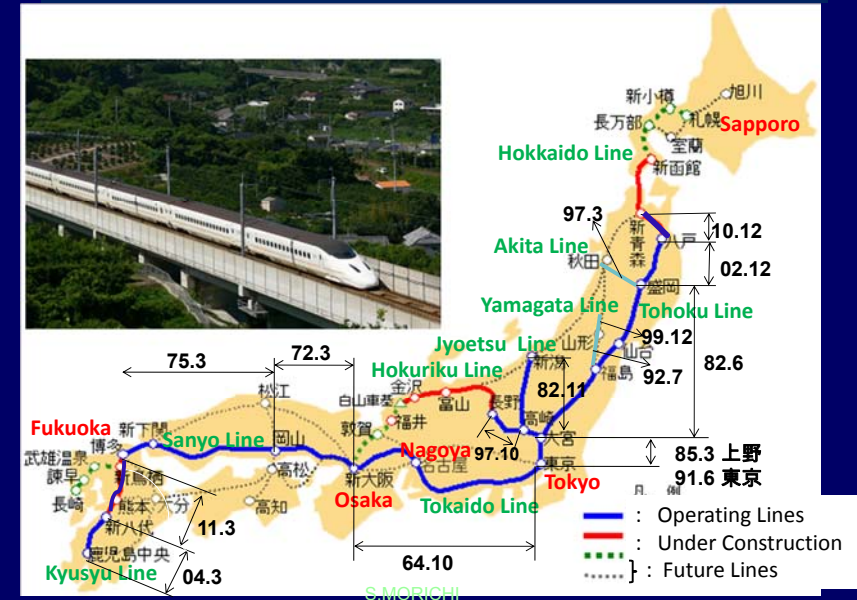 新小樽
旭川
長万部
札幌
Sapporo
室蘭
Hokkaido Line
新函館
97.3
新青森
10.12
八戸
Akita Line
秋田
02.12
盛岡
Yamagata Line
Tohoku Line
99.12
72.3
Jyoetsu Line
山形
仙台
75.3
新潟
82.6
Hokuriku Line
福島
92.7
松江
金沢
82.11
白山車基
富山
長野
Fukuoka
新下関
福井
高崎
大宮
Sanyo Line
岡山
敦賀
博多
Nagoya
97.10
85.3 上野
武雄温泉
高松
名古屋
東京
91.6 東京
新鳥栖
新大阪
Tokyo
諫早
Osaka
凡 例
長崎
熊本
大分
高知
Tokaido Line
: Operating Lines
新八代
11.3
: Under Construction
鹿児島中央
64.10
} : Future Lines
Kyusyu Line
04.3
S.MORICHI